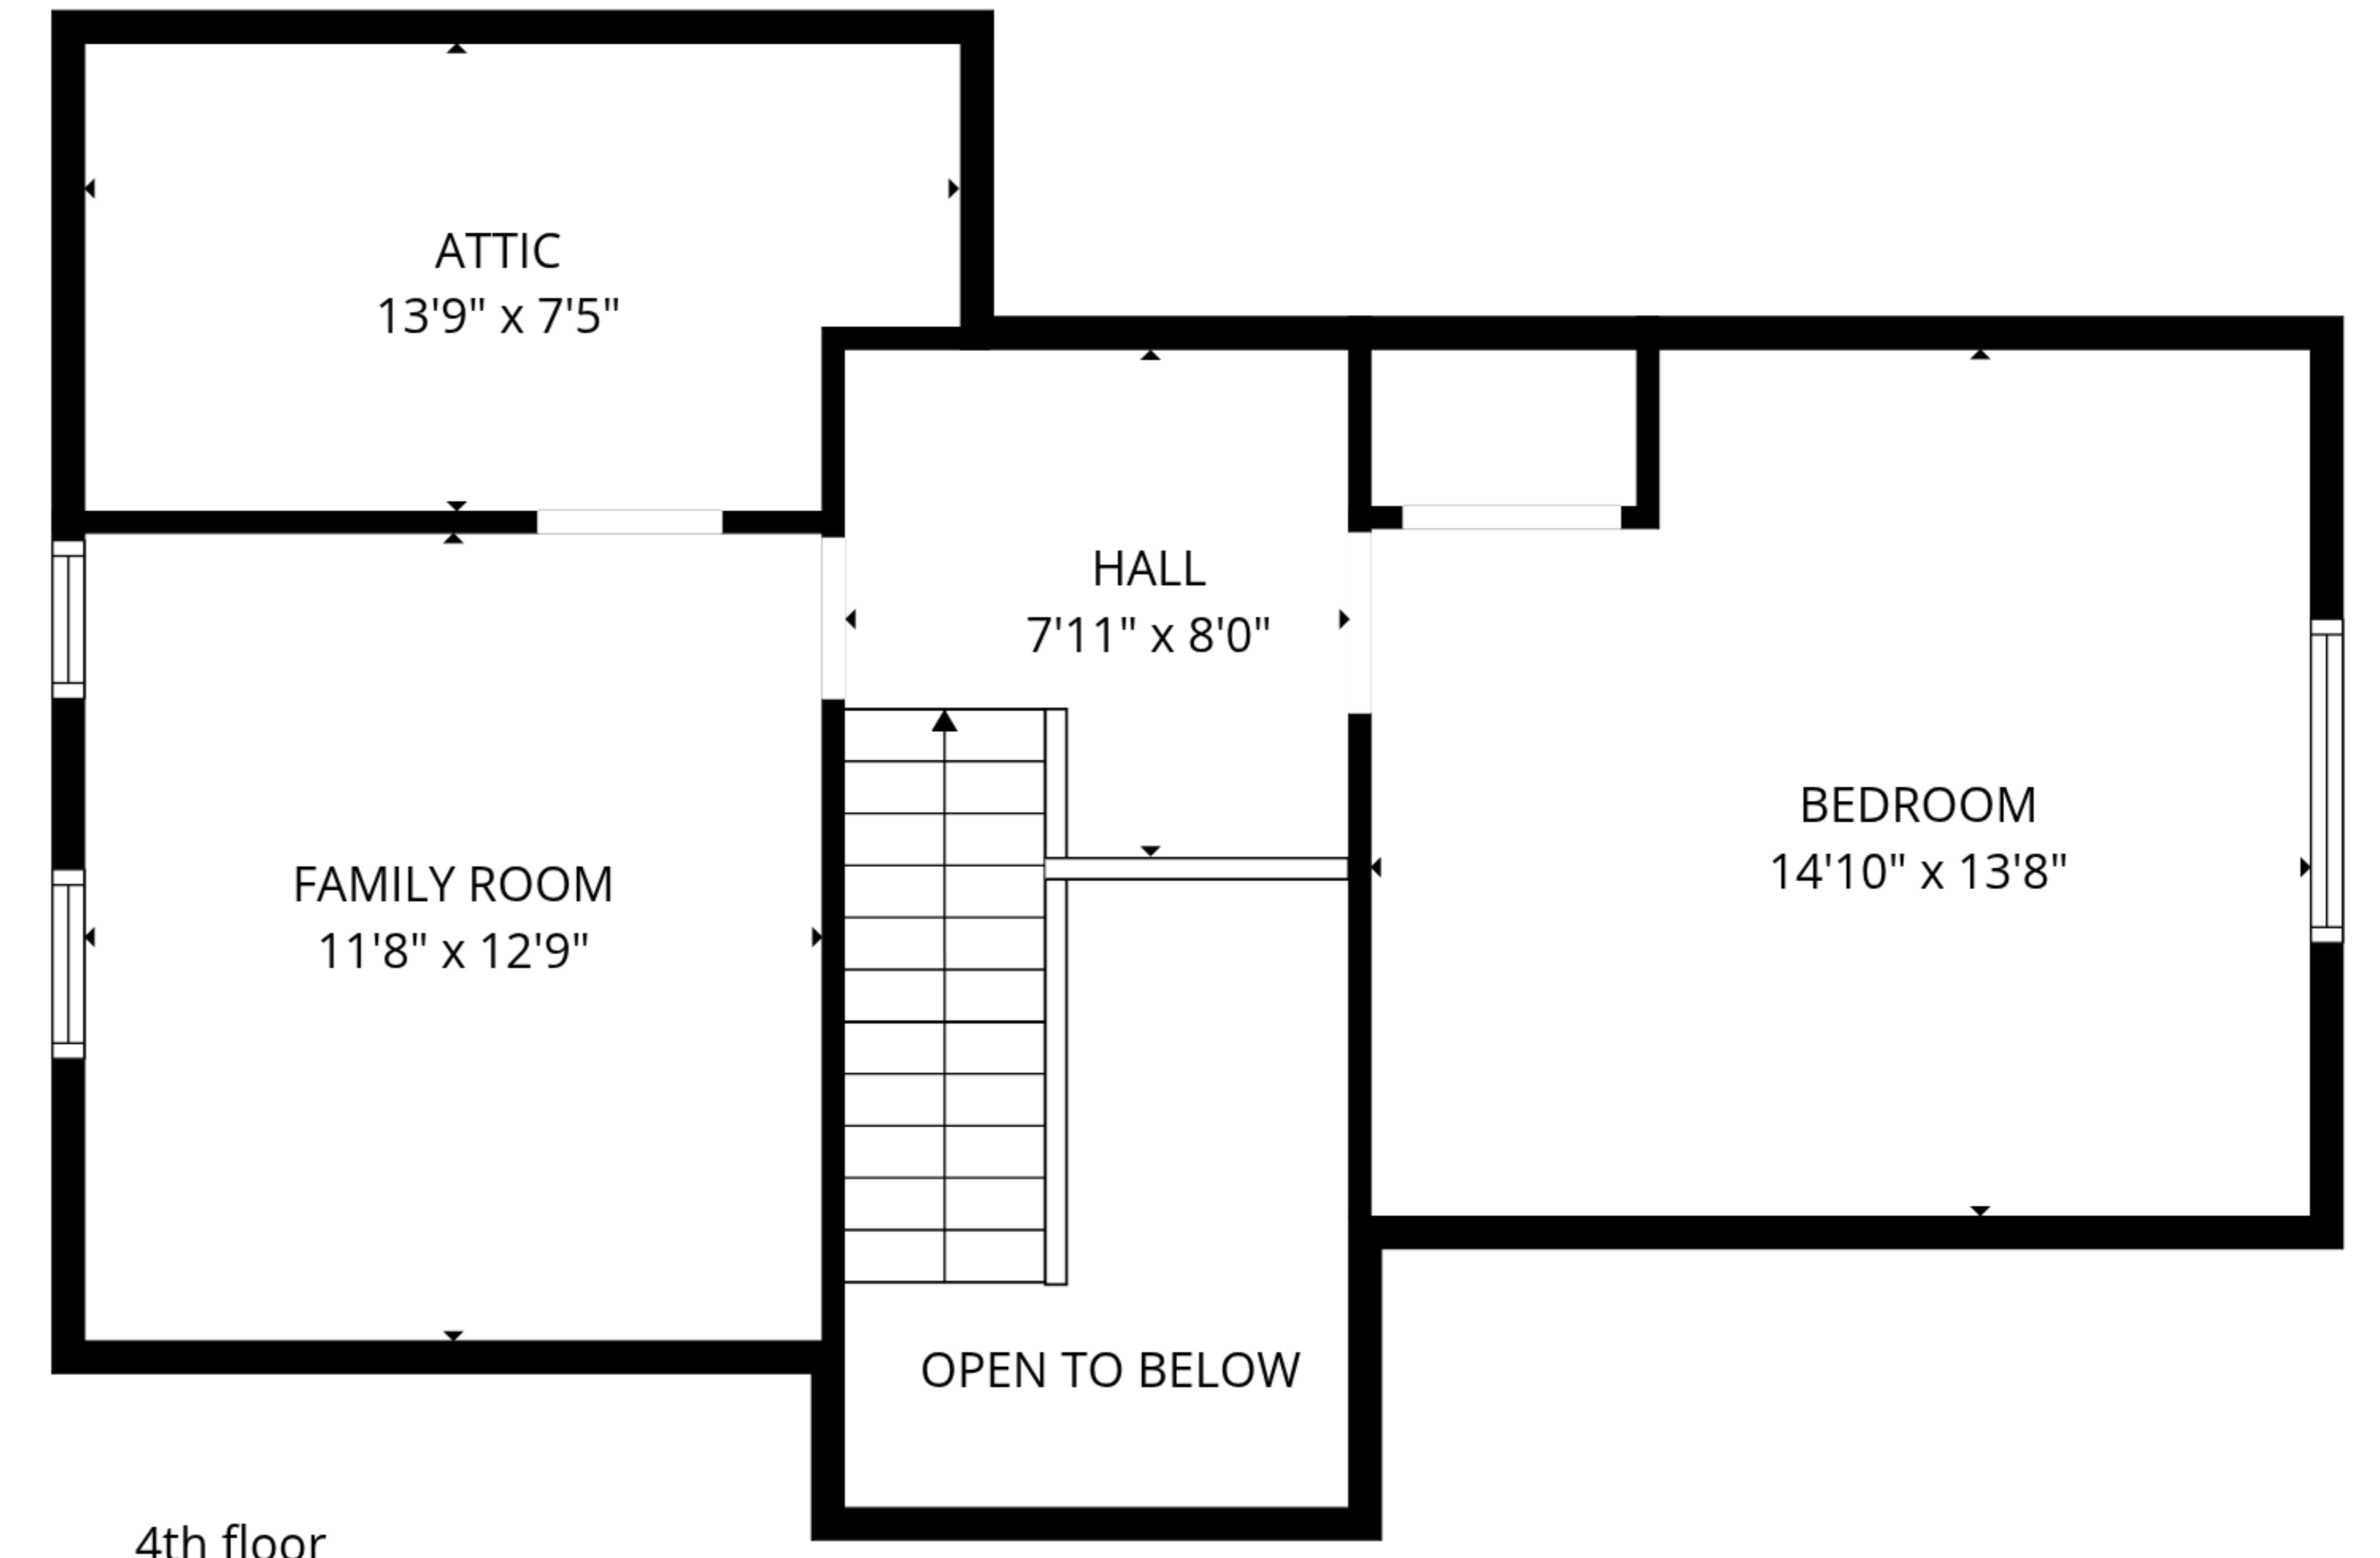 ATTIC
13'9" x 7'5"
HALL
7'11" x 8'0"
BEDROOM
14'10" x 13'8"
FAMILY ROOM
11'8" x 12'9"
OPEN TO BELOW
4th floor